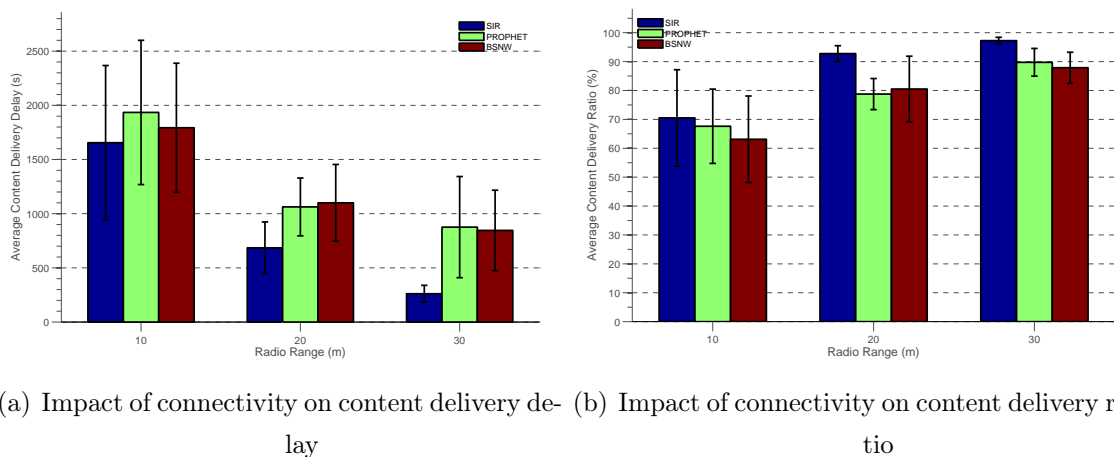 SIR
PROPHET
BSNW
2500
2000
1500
1000
500
0
Average Content Delivery Delay (s)
10
20
30
Radio Range (m)
SIR
PROPHET
BSNW
100
90
80
70
60
50
40
30
20
10
0
Average Content Delivery Ratio (%)
10
20
30
Radio Range (m)
a) Impact of connectivity on content delivery de-
lay
(b) Impact of connectivity on content delivery r
tio